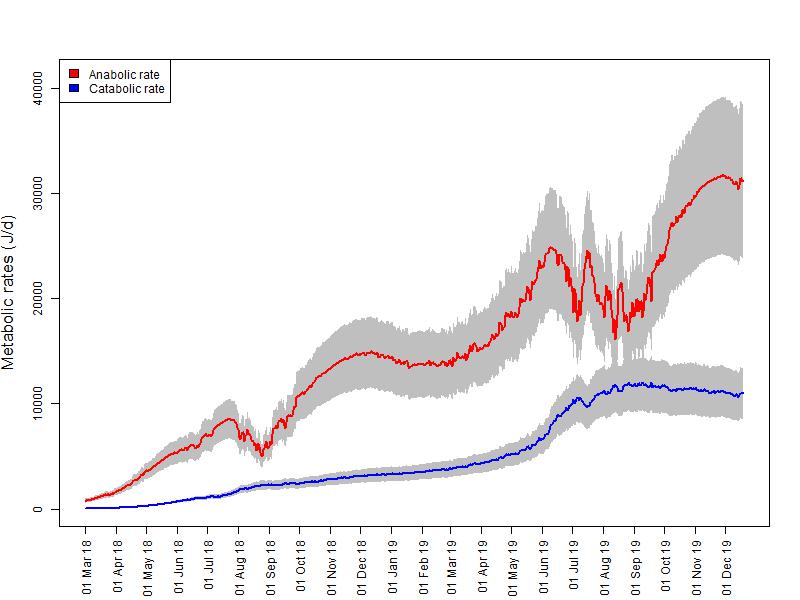 Anabolic rate
Catabolic rate
Metabolic rates (J/d)
40000
30000
20000
10000
0
01 Mar 18
01 Apr 18
01 May 18
01 Jun 18
01 Jul 18
01 Aug 18
01 Sep 18
01 Oct 18
01 Nov 18
01 Dec 18
01 Jan 19
01 Feb 19
01 Mar 19
01 Apr 19
01 May 19
01 Jun 19
01 Jul 19
01 Aug 19
01 Sep 19
01 Oct 19
01 Nov 19
01 Dec 19